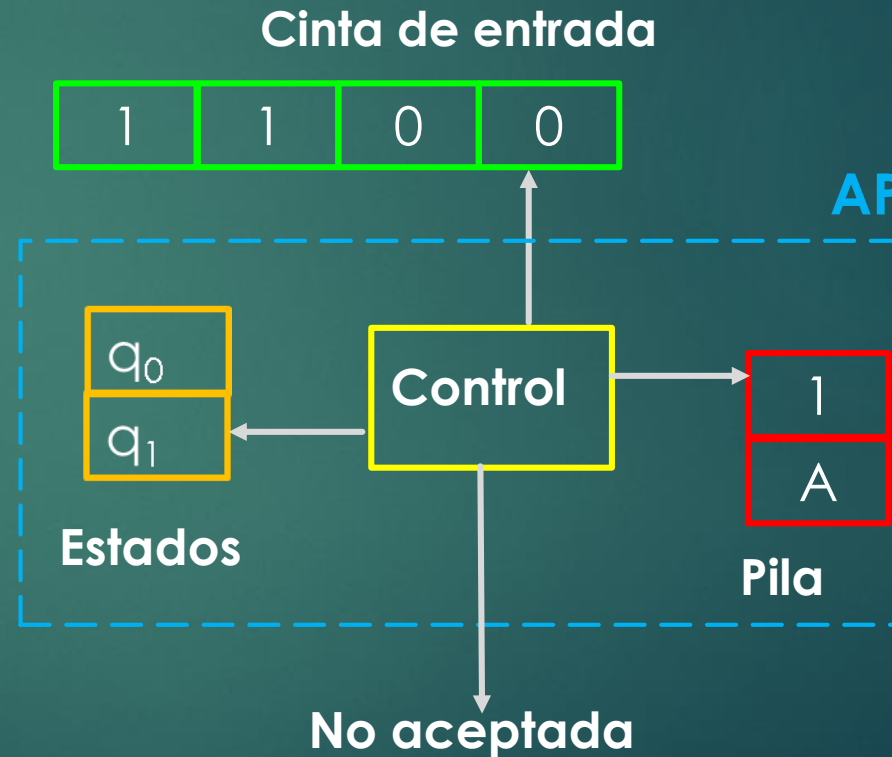 Cinta de entrada
1 1 0 0
AP
q₀
Control
1
q₁
A
Estados
Pila
No aceptada